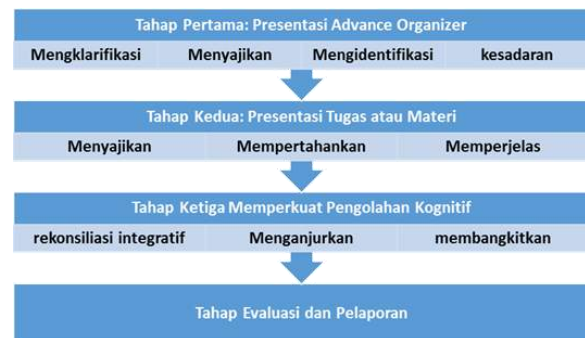 Tahap Pertama: Presentasi Advance Organizer
Mengklarifikasi Menyajikan Mengidentifikasi kesadaran
Tahap Kedua: Presentasi Tugas atau Materi
Menyajikan Mempertahankan Memperjelas
Tahap Ketiga Memperkuat Pengolahan Kognitif
rekonsiliasi integratif Menganjurkan membangkitkan
Tahap Evaluasi dan Pelaporan